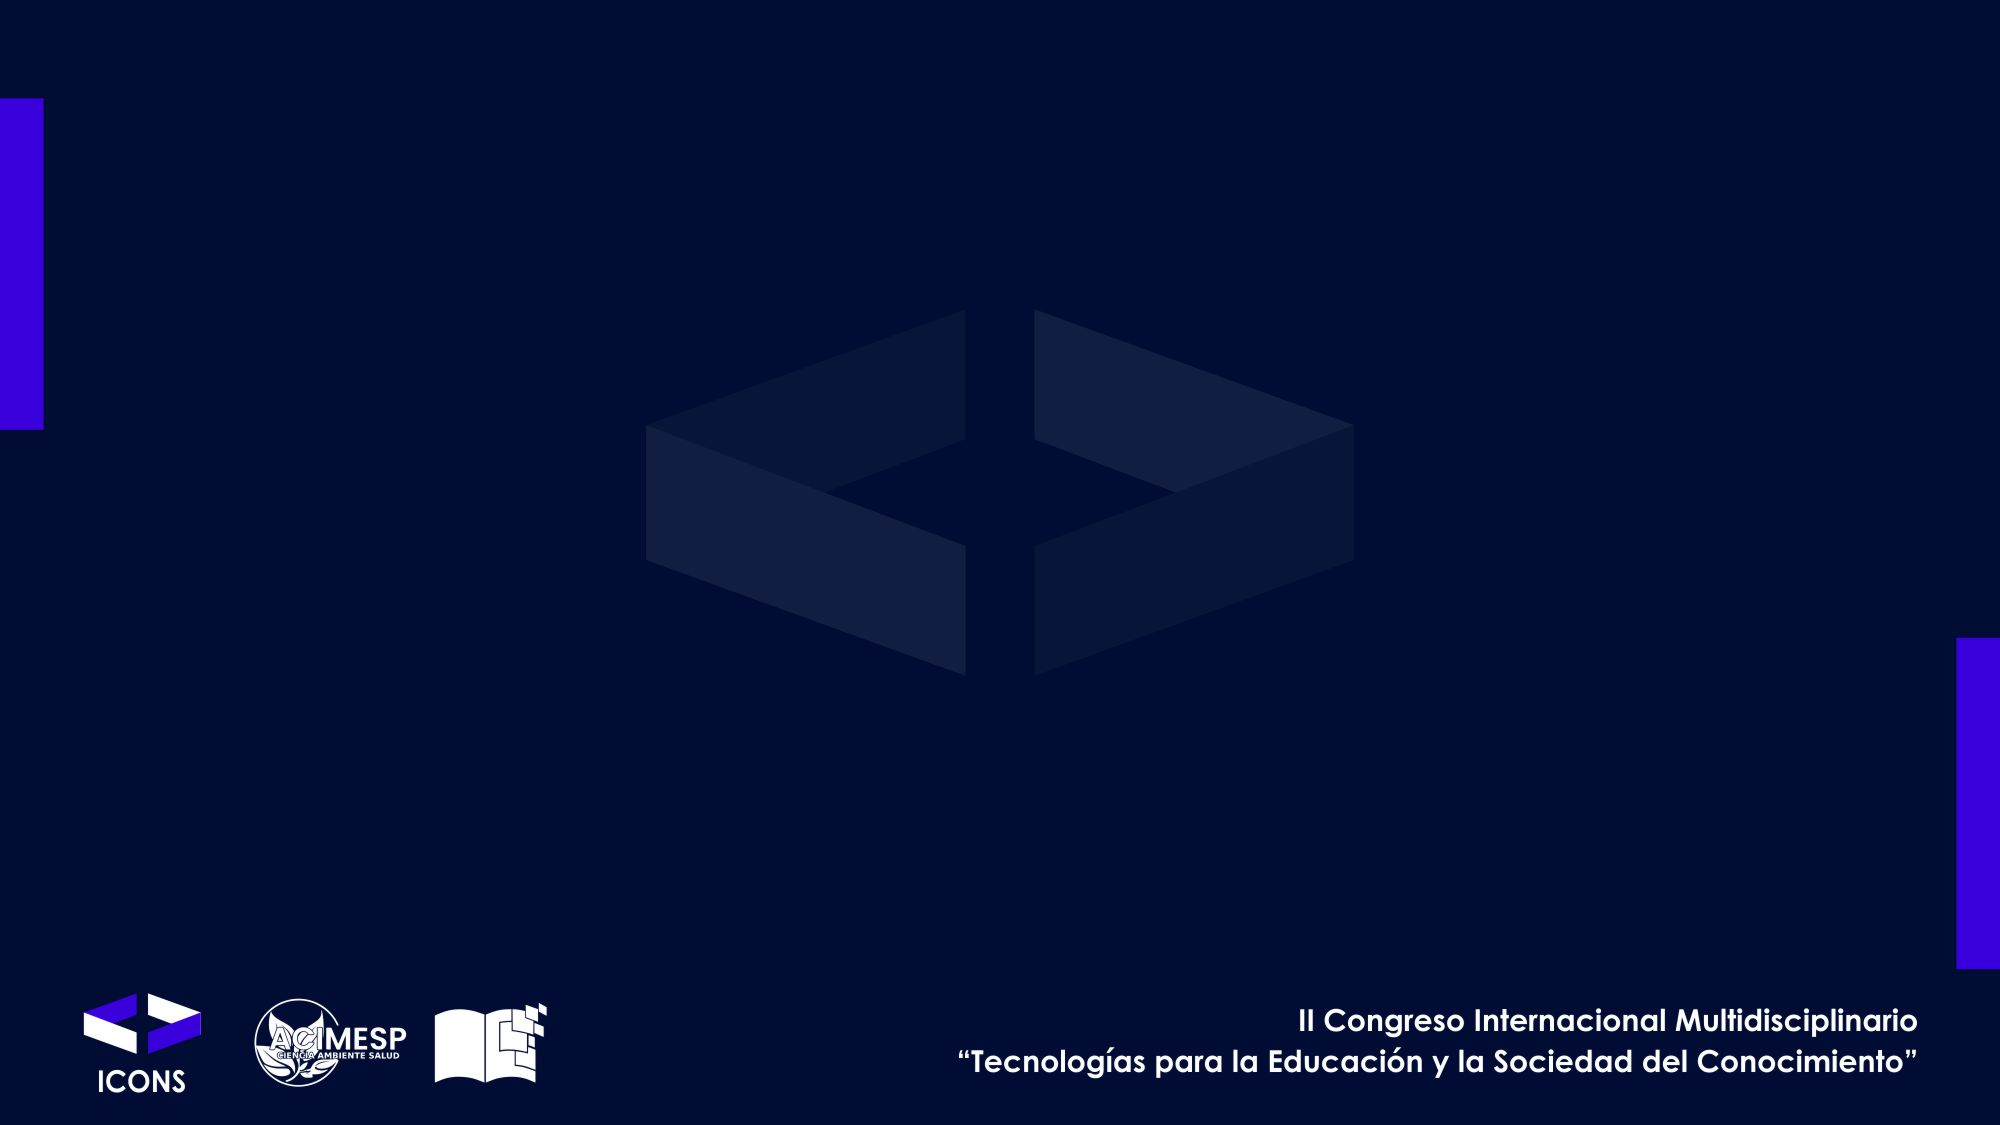 ICONS
ACIMESP
CIENCIA AMBIENTE SALUD
II Congreso Internacional Multidisciplinario
“Tecnologías para la Educación y la Sociedad del Conocimiento”